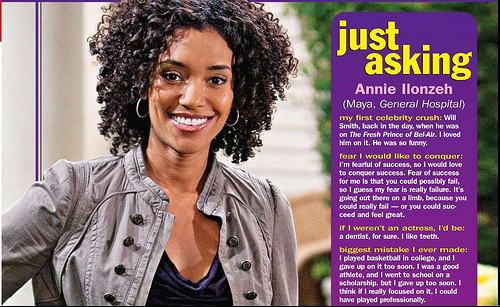 just
asking
Annie Ilonzeh
(Maya, General Hospital)
my first celebrity crush: Will
Smith, back in the day, when he was
on The Fresh Prince of Bel-Air. I loved
him on it. He was so funny.
fear I would like to conquer:
I'm fearful of success, so I would love
to conquer success. Fear of success
for me is that you could possibly fail,
so I guess my fear is really failure. It's
going out there on a limb, because you
could really fail — or you could suc-
ceed and feel great.
if I weren't an actress, I'd be:
a dentist, for sure. I like teeth.
biggest mistake I ever made:
I played basketball in college, and I
gave up on it too soon. I was a good
athlete, and I went to school on a
scholarship. but I gave up too soon. I
think if I really focused on it, I could
have played professionally.